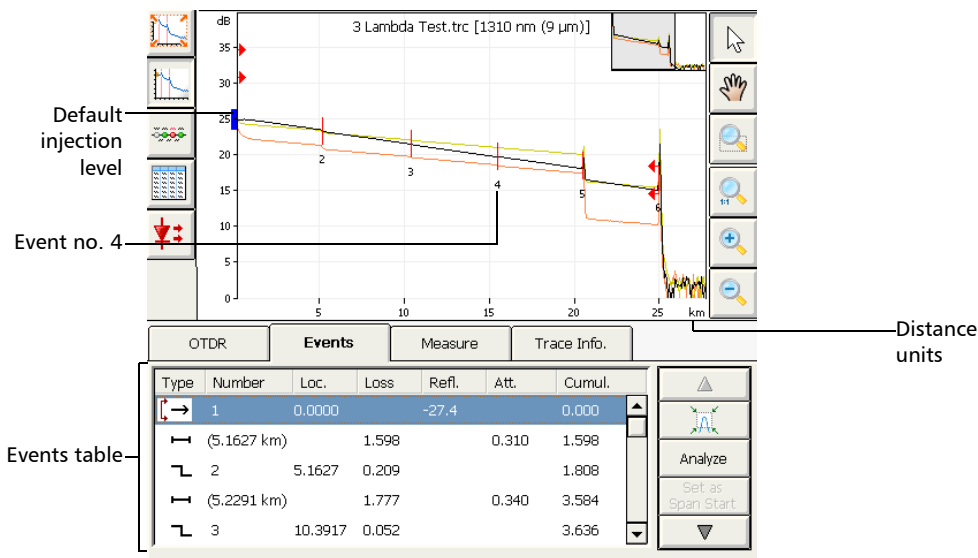 dB
3 Lambda Test.trc [1310 nm (9 µm)]
35
30
25
20
15
10
5
0
Default
injection
level
Event no. 4
2
3
4
5
6
5
10
15
20
25
km
1:1
Distance
units
OTDR
Events
Measure
Trace Info.
Events table
Type Number Loc. Loss Refl. Att. Cumul.
1 0.0000 -27.4 0.000
(5.1627 km) 1.598 0.310 1.598
2 5.1627 0.209 1.808
(5.2291 km) 1.777 0.340 3.584
3 10.3917 0.052 3.636
Analyze
Set as
Span Start